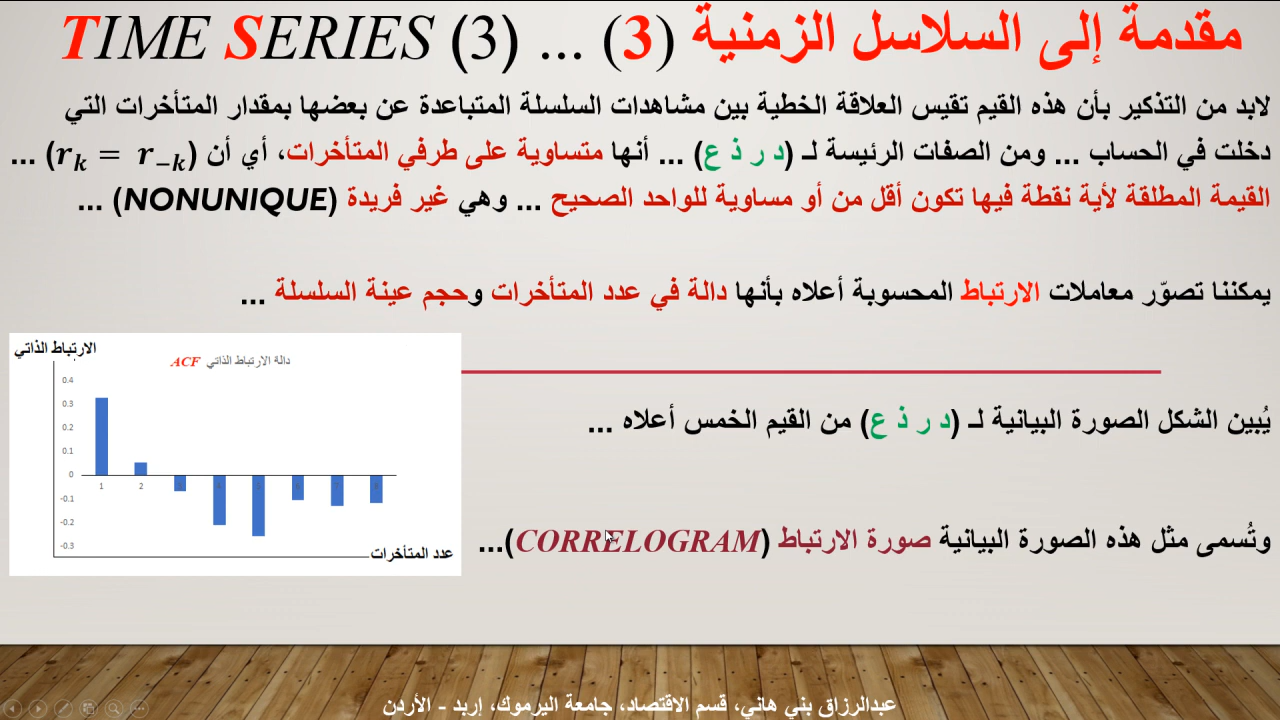 مقدمة إلى السلاسل الزمنية (3) ... TIME SERIES (3)
لابد من التذكير بأن هذه القيم تقيس العلاقة الخطية بين مشاهدات السلسلة المتباعدة عن بعضها بمقدار المتأخرات التي
دخلت في الحساب ... ومن الصفات الرئيسة لـ (د ر ذ ع) ... أنها متساوية على طرفي المتأخرات، أي أن (rₖ = r₋ₖ) ...
القيمة المطلقة لأية نقطة فيها تكون أقل من أو مساوية للواحد الصحيح ... وهي غير فريدة (NONUNIQUE) ...
يمكننا تصوّر معاملات الارتباط المحسوبة أعلاه بأنها دالة في عدد المتأخرات وحجم عينة السلسلة ...
الارتباط الذاتي
دالة الارتباط الذاتي ACF
0.4
0.3
0.2
0.1
0
-0.1
-0.2
-0.3
1 2 3 4 5 6 7 8
عدد المتأخرات
يُبين الشكل الصورة البيانية لـ (د ر ذ ع) من القيم الخمس أعلاه ...
وتُسمى مثل هذه الصورة البيانية صورة الارتباط (CORRELOGRAM)...
عبدالرزاق بني هاني، قسم الاقتصاد، جامعة اليرموك، إربد - الأردن